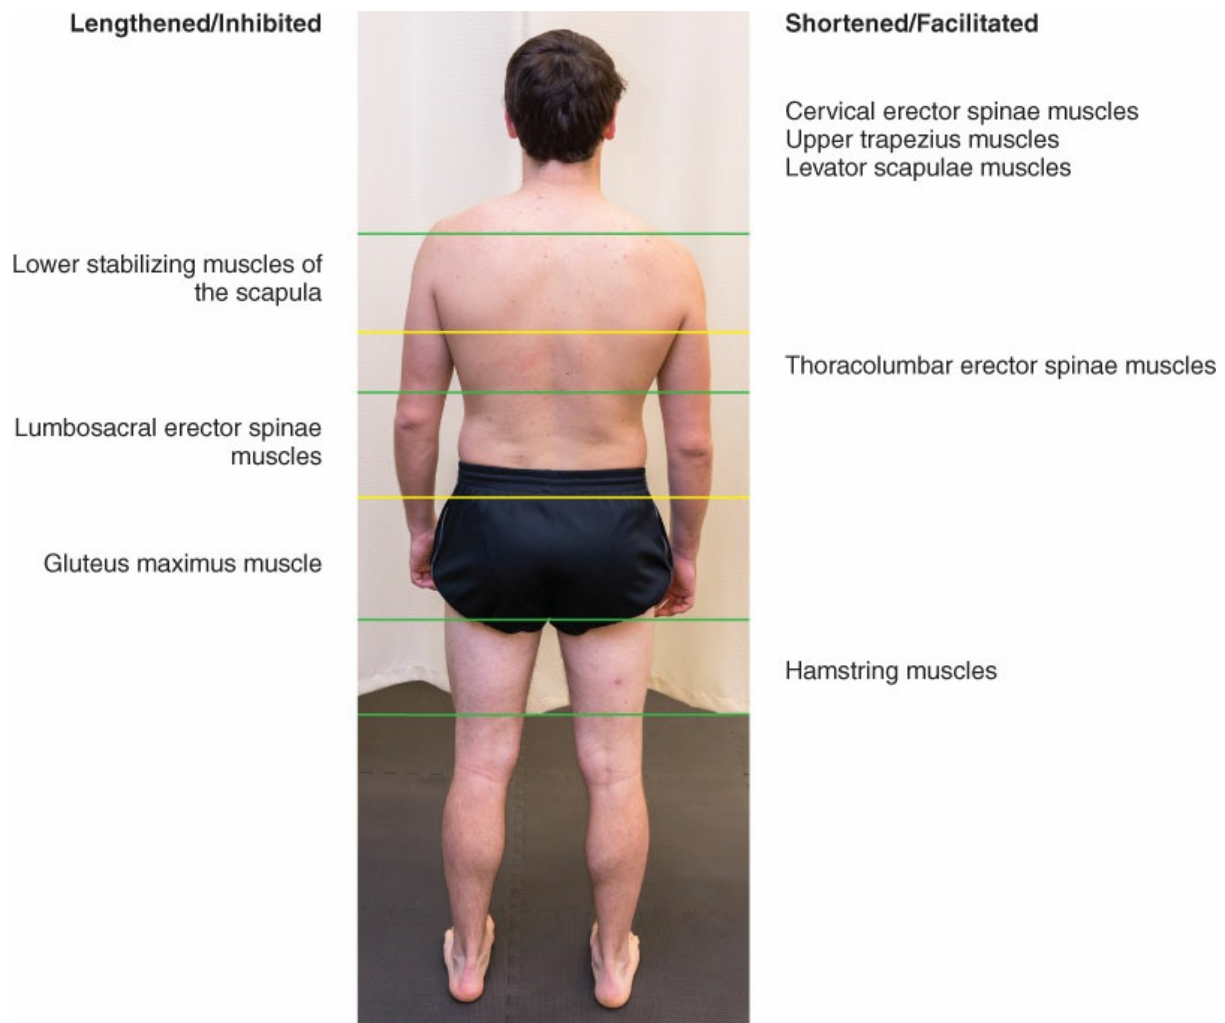 Lengthened/Inhibited
Shortened/Facilitated
Cervical erector spinae muscles
Upper trapezius muscles
Levator scapulae muscles
Lower stabilizing muscles of
the scapula
Thoracolumbar erector spinae muscles
Lumbosacral erector spinae
muscles
Gluteus maximus muscle
Hamstring muscles